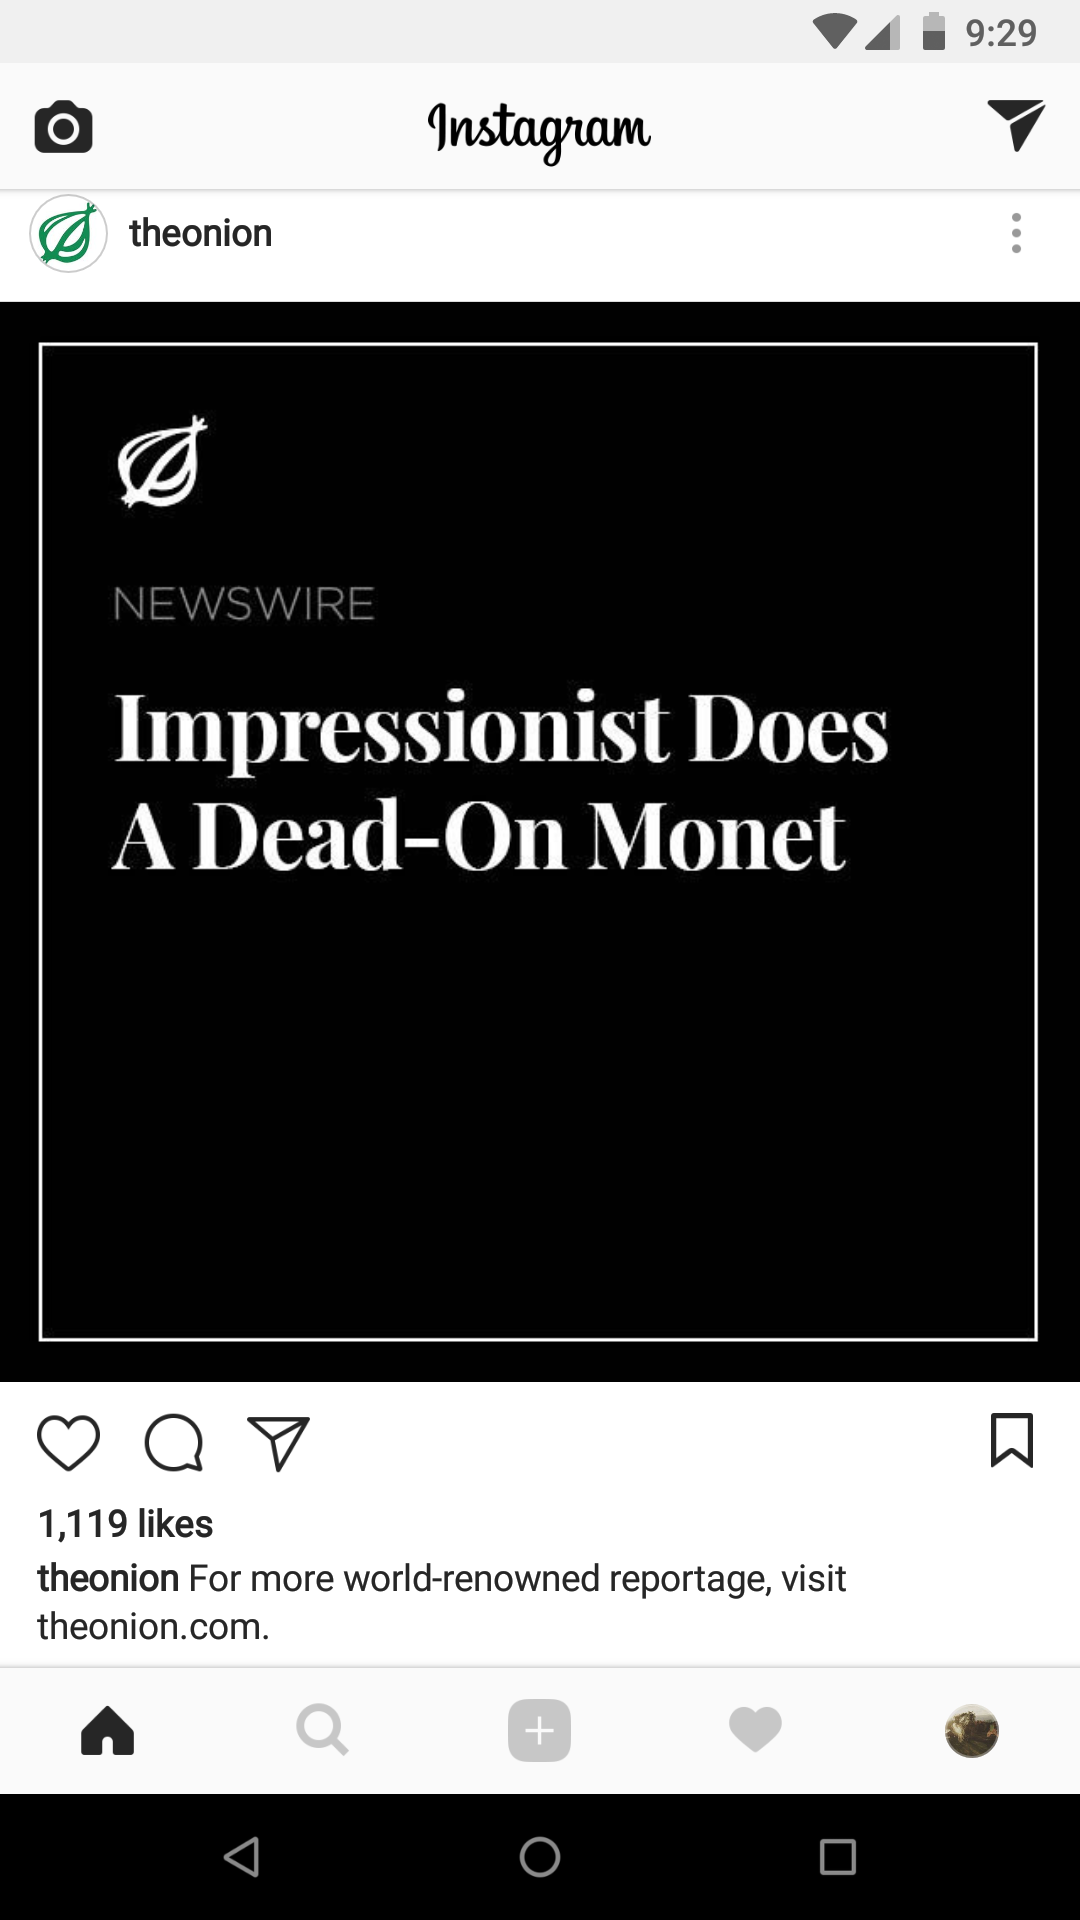 9:29
Instagram
theonion
NEWSWIRE
Impressionist Does
A Dead-On Monet
1,119 likes
theonion For more world-renowned reportage, visit
theonion.com.